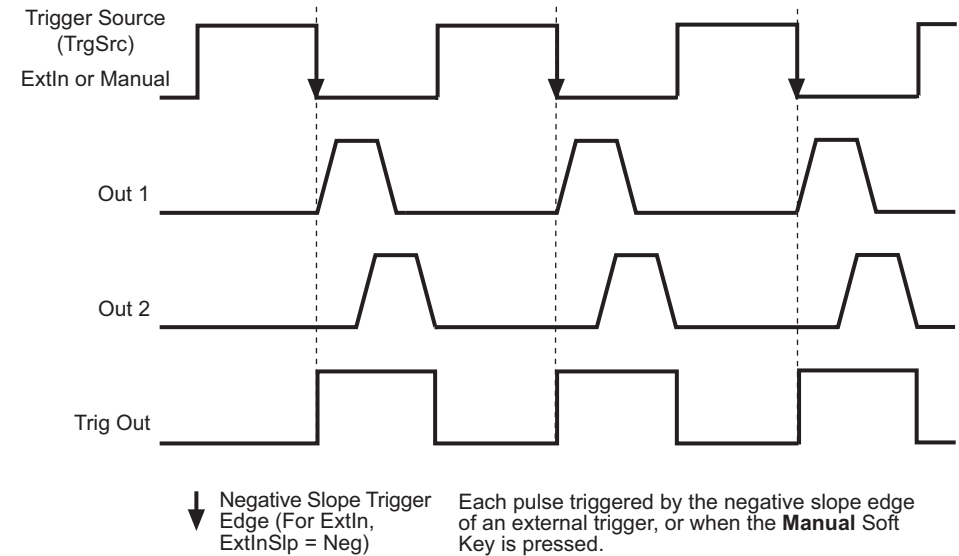 Trigger Source
(TrgSrc)
ExtIn or Manual
Out 1
Out 2
Trig Out
Negative Slope Trigger
Edge (For ExtIn,
ExtInSlp = Neg)
Each pulse triggered by the negative slope edge
of an external trigger, or when the Manual Soft
Key is pressed.